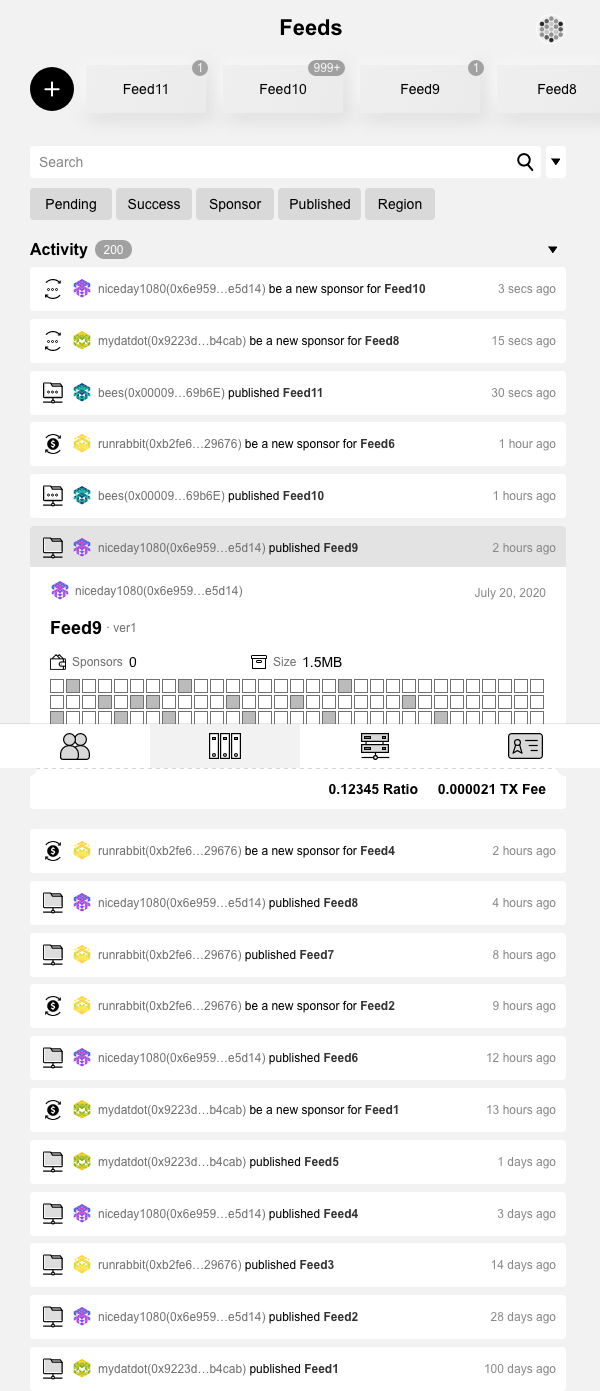 Feeds
1 999+ 1
Feed11 Feed10 Feed9 Feed8
Search
Pending Success Sponsor Published Region
Activity 200
niceday1080(0x6e959…e5d14) be a new sponsor for Feed10 3 secs ago
mydatdot(0x9223d…b4cab) be a new sponsor for Feed8 15 secs ago
bees(0x00009…69b6E) published Feed11 30 secs ago
runrabbit(0xb2fe6…29676) be a new sponsor for Feed6 1 hour ago
bees(0x00009…69b6E) published Feed10 1 hours ago
niceday1080(0x6e959…e5d14) published Feed9 2 hours ago
niceday1080(0x6e959…e5d14) July 20, 2020
Feed9 · ver1
Sponsors 0 Size 1.5MB
0.12345 Ratio 0.000021 TX Fee
runrabbit(0xb2fe6…29676) be a new sponsor for Feed4 2 hours ago
niceday1080(0x6e959…e5d14) published Feed8 4 hours ago
runrabbit(0xb2fe6…29676) published Feed7 8 hours ago
runrabbit(0xb2fe6…29676) be a new sponsor for Feed2 9 hours ago
niceday1080(0x6e959…e5d14) published Feed6 12 hours ago
mydatdot(0x9223d…b4cab) be a new sponsor for Feed1 13 hours ago
mydatdot(0x9223d…b4cab) published Feed5 1 days ago
niceday1080(0x6e959…e5d14) published Feed4 3 days ago
runrabbit(0xb2fe6…29676) published Feed3 14 days ago
niceday1080(0x6e959…e5d14) published Feed2 28 days ago
mydatdot(0x9223d…b4cab) published Feed1 100 days ago